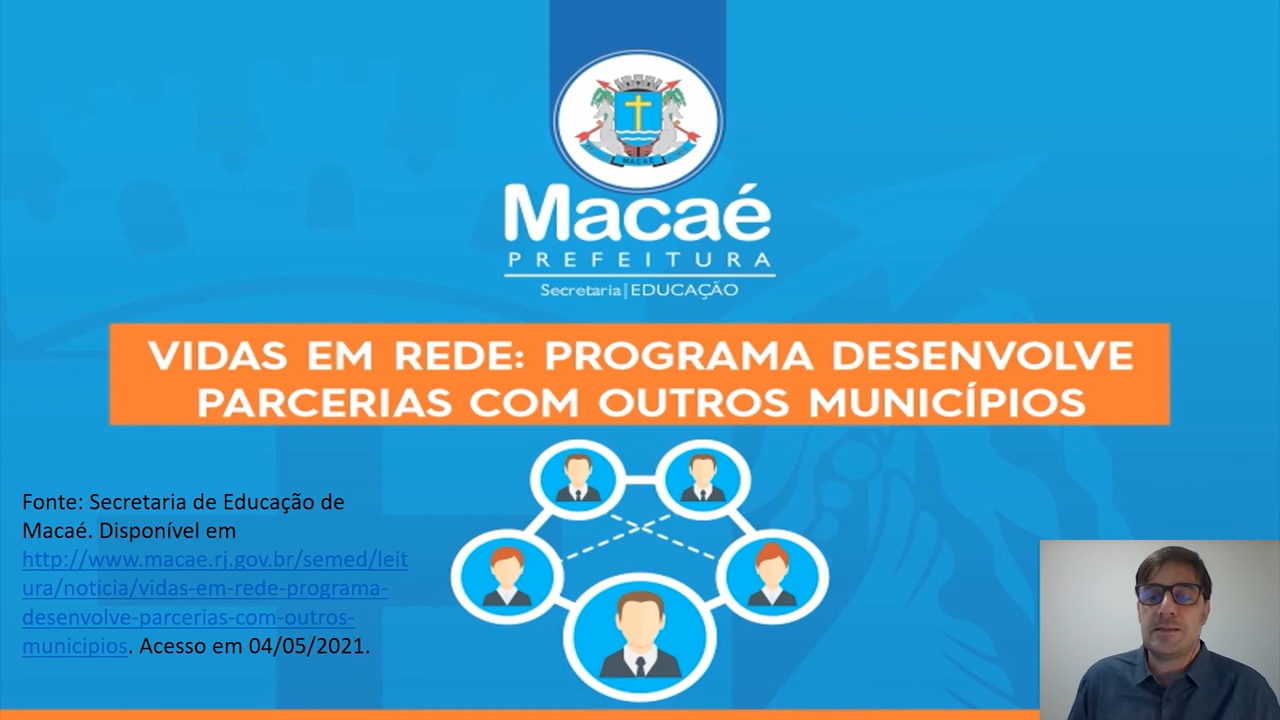 MACAÉ
Macaé
PREFEITURA
Secretaria|EDUCAÇÃO
VIDAS EM REDE: PROGRAMA DESENVOLVE
PARCERIAS COM OUTROS MUNICÍPIOS
Fonte: Secretaria de Educação de
Macaé. Disponível em
http://www.macae.rj.gov.br/semed/leit
ura/noticia/vidas-em-rede-programa-
desenvolve-parcerias-com-outros-
municipios. Acesso em 04/05/2021.